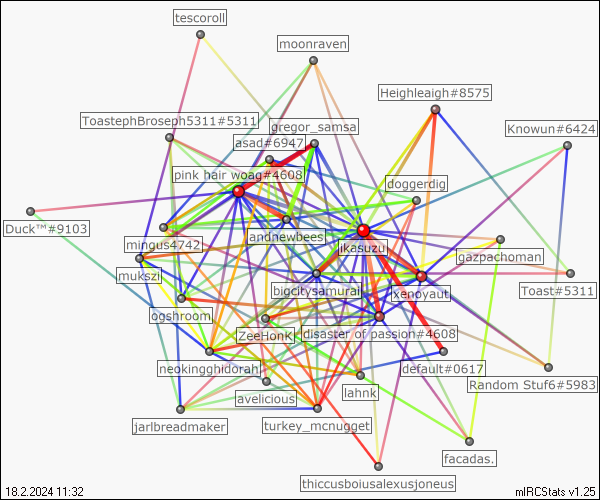 tescoroll
moonraven
Heighleaigh#8575
ToastephBroseph5311#5311
gregor_samsa
Knowun#6424
asad#6947
pink hair woag#4608
doggerdig
Duck™#9103
mingus4742
andnewbees
jikasuzu
gazpachoman
mukszi
bigcitysamurai
xenoyaut
Toast#5311
ogshroom
ZeeHonK
disaster of passion#4608
neokingghidorah
default#0617
Random Stuf6#5983
avelicious
lahnk
jarlbreadmaker
turkey_mcnugget
facadas.
thiccusboiusalexusjoneus
18.2.2024 11:32
mIRCStats v1.25